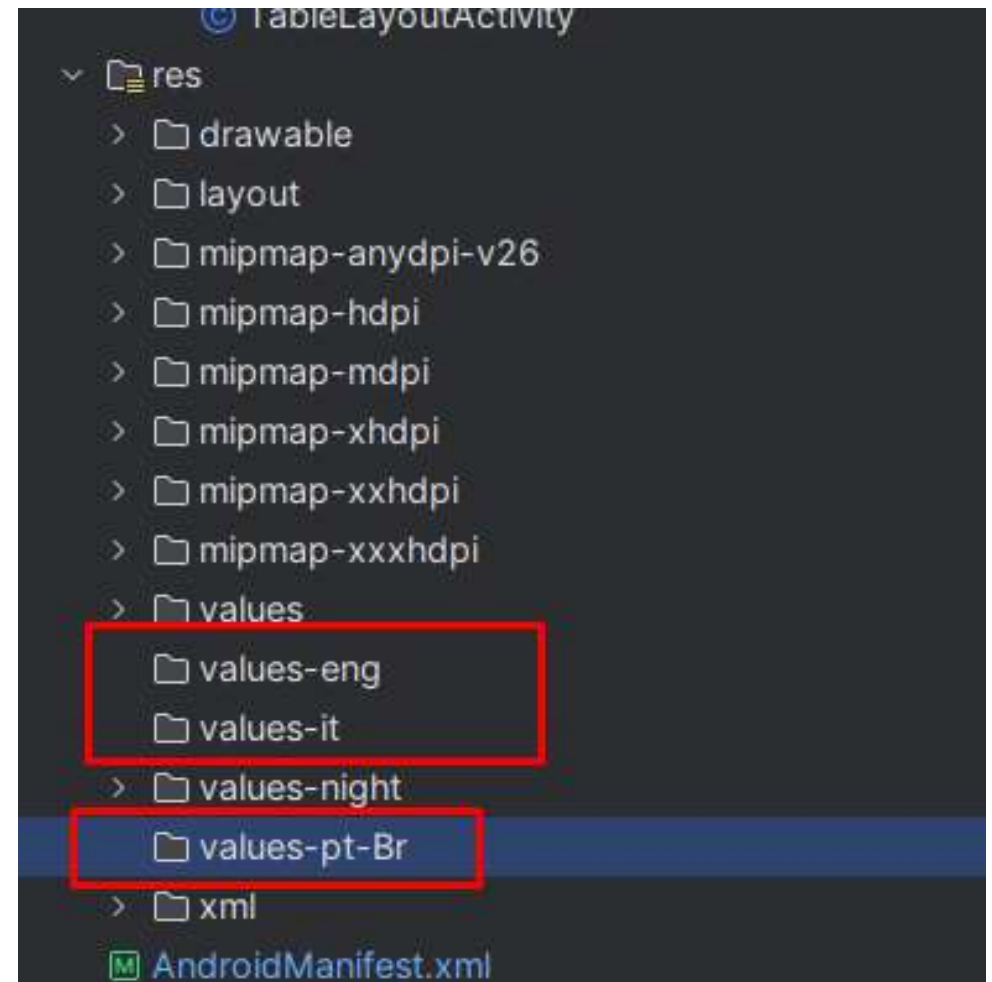 TableLayoutActivity
res
drawable
layout
mipmap-anydpi-v26
mipmap-hdpi
mipmap-mdpi
mipmap-xhdpi
mipmap-xxhdpi
mipmap-xxxhdpi
values
values-eng
values-it
values-night
values-pt-Br
xml
AndroidManifest.xml